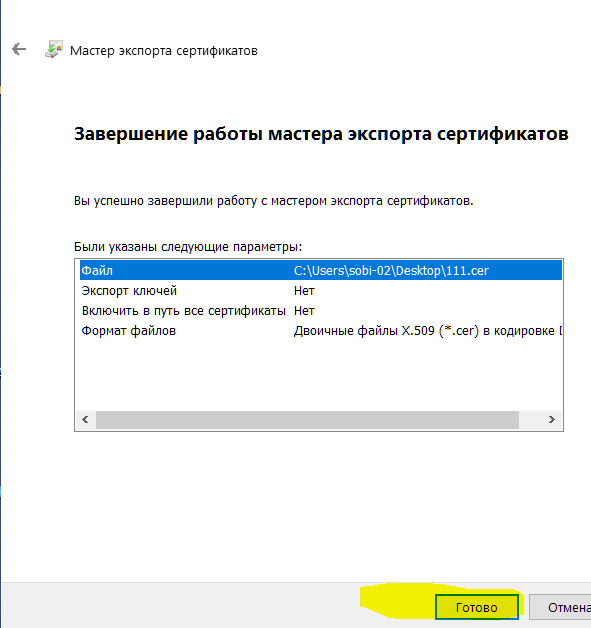 Мастер экспорта сертификатов
Завершение работы мастера экспорта сертификатов
Вы успешно завершили работу с мастером экспорта сертификатов.
Были указаны следующие параметры:
Файл C:\Users\sobi-02\Desktop\111.cer
Экспорт ключей Нет
Включить в путь все сертификаты Нет
Формат файлов Двоичные файлы X.509 (*.cer) в кодировке
Готово Отмена